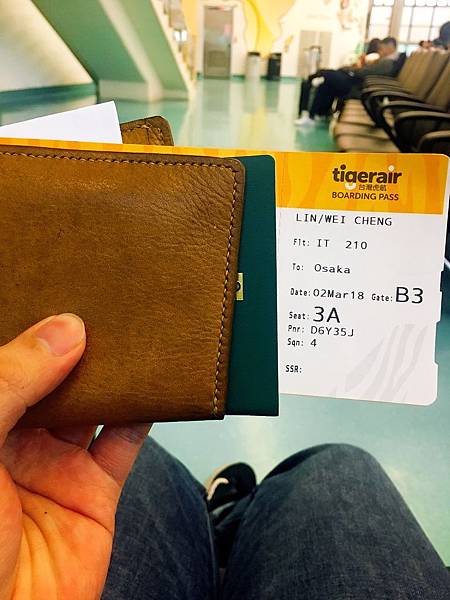 tigerair
台灣虎航
BOARDING PASS
LIN/WEI CHENG
Flt: IT 210
To: Osaka
Date: 02Mar18 Gate: B3
Seat: 3A
Pnr: D6Y35J
Sqn: 4
SSR: